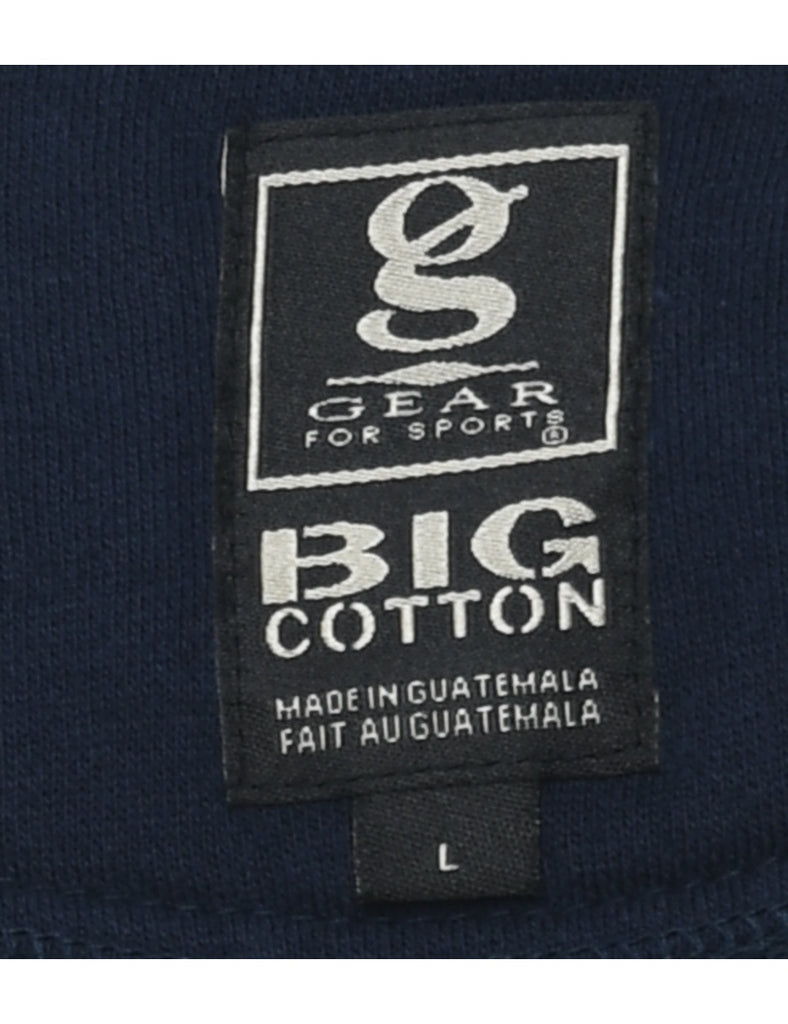 g
GEAR
FOR SPORTS®
BIG
COTTON
MADE IN GUATEMALA
FAIT AU GUATEMALA
L